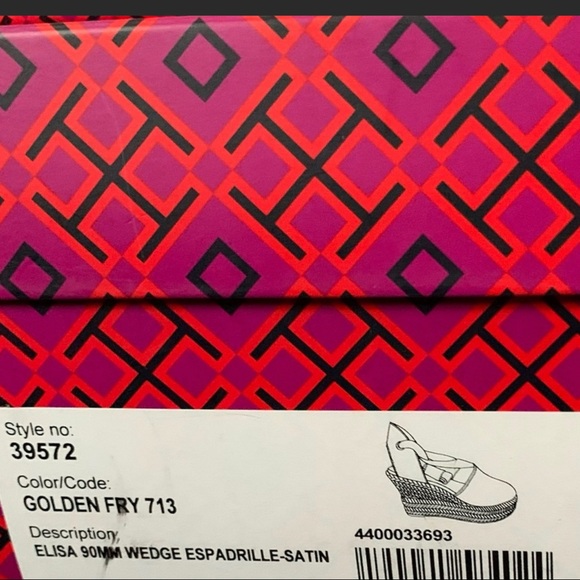 Style no:
39572
Color/Code:
GOLDEN FRY 713
Description,
ELISA 90MM WEDGE ESPADRILLE-SATIN
4400033693